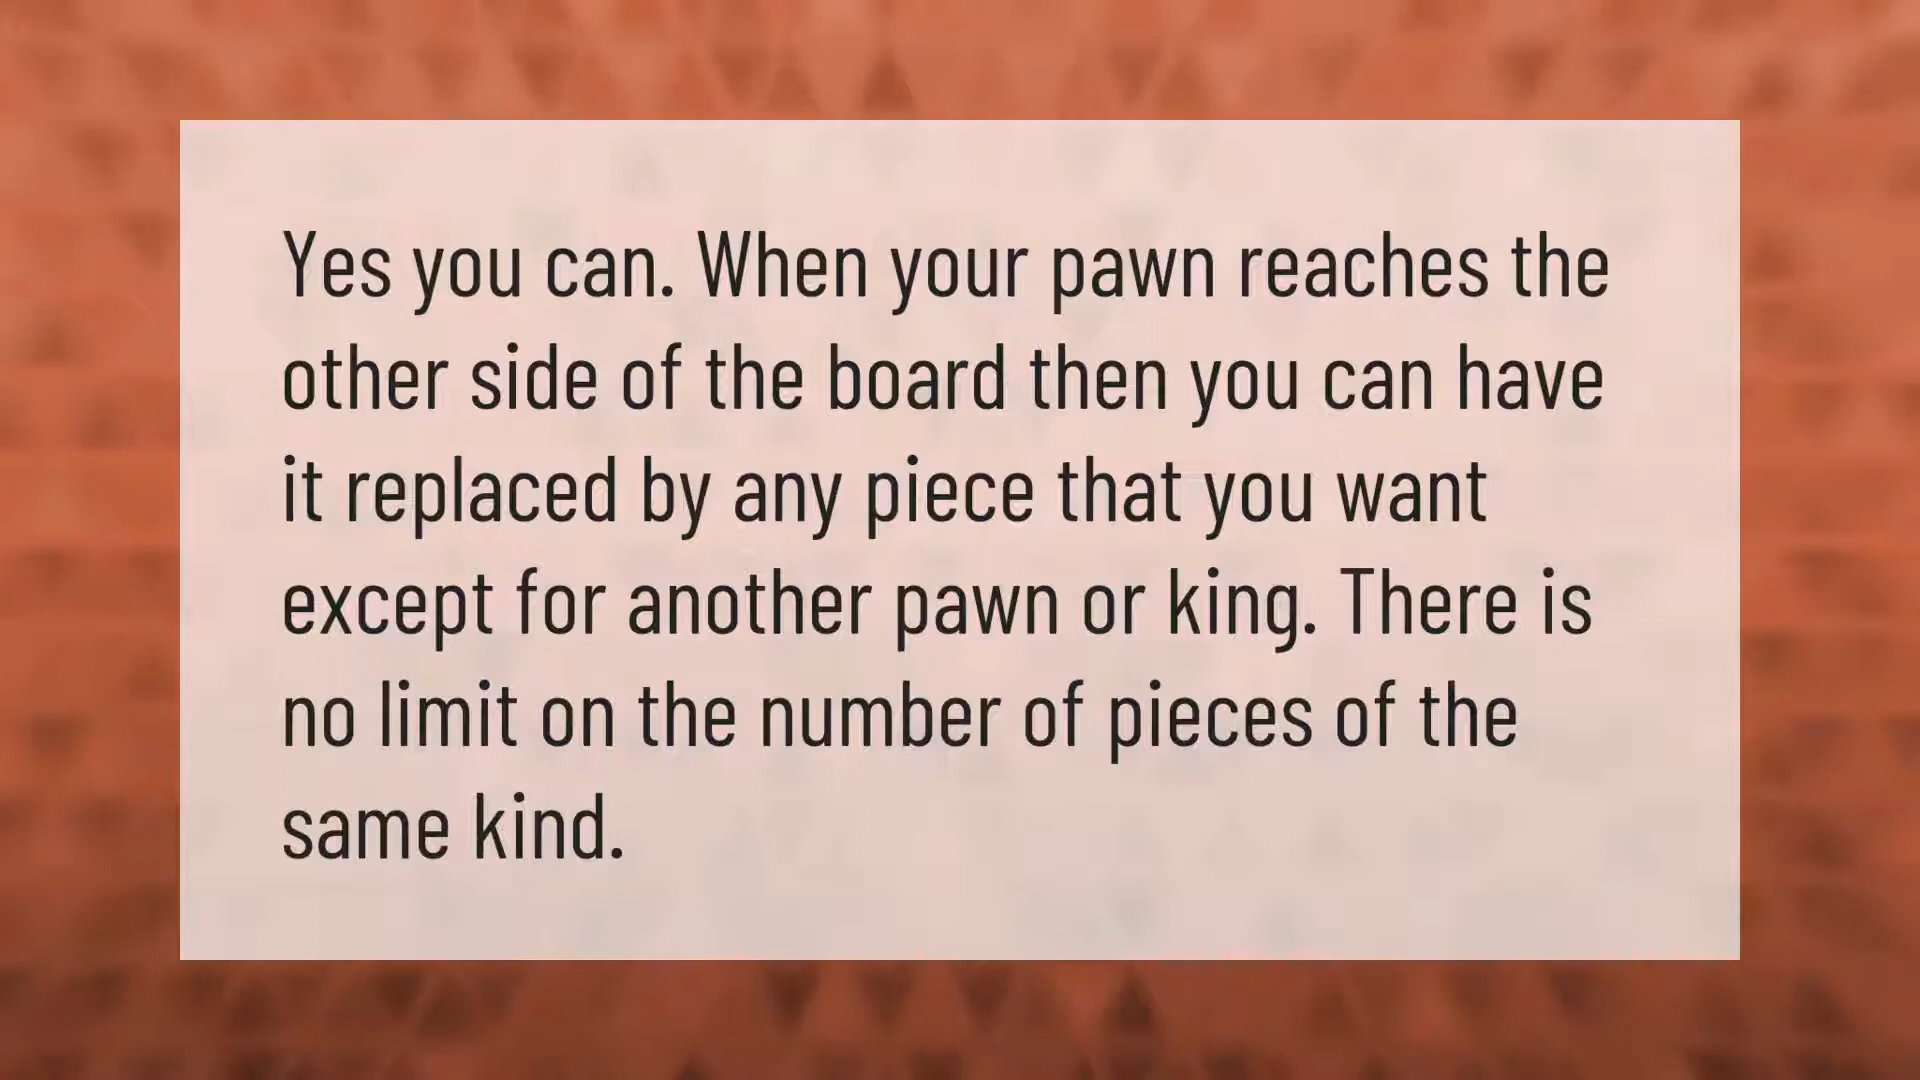 Yes you can. When your pawn reaches the
other side of the board then you can have
it replaced by any piece that you want
except for another pawn or king. There is
no limit on the number of pieces of the
same kind.